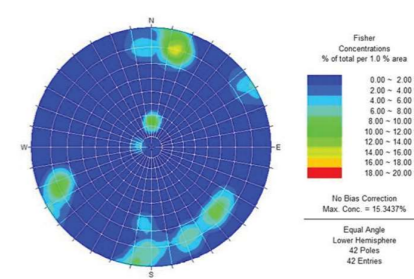 N
W
E
S
Fisher
Concentrations
% of total per 1.0 % area
0.00 ~ 2.00
2.00 ~ 4.00
4.00 ~ 6.00
6.00 ~ 8.00
8.00 ~ 10.00
10.00 ~ 12.00
12.00 ~ 14.00
14.00 ~ 16.00
16.00 ~ 18.00
18.00 ~ 20.00
No Bias Correction
Max. Conc. = 15.3437%
Equal Angle
Lower Hemisphere
42 Poles
42 Entries